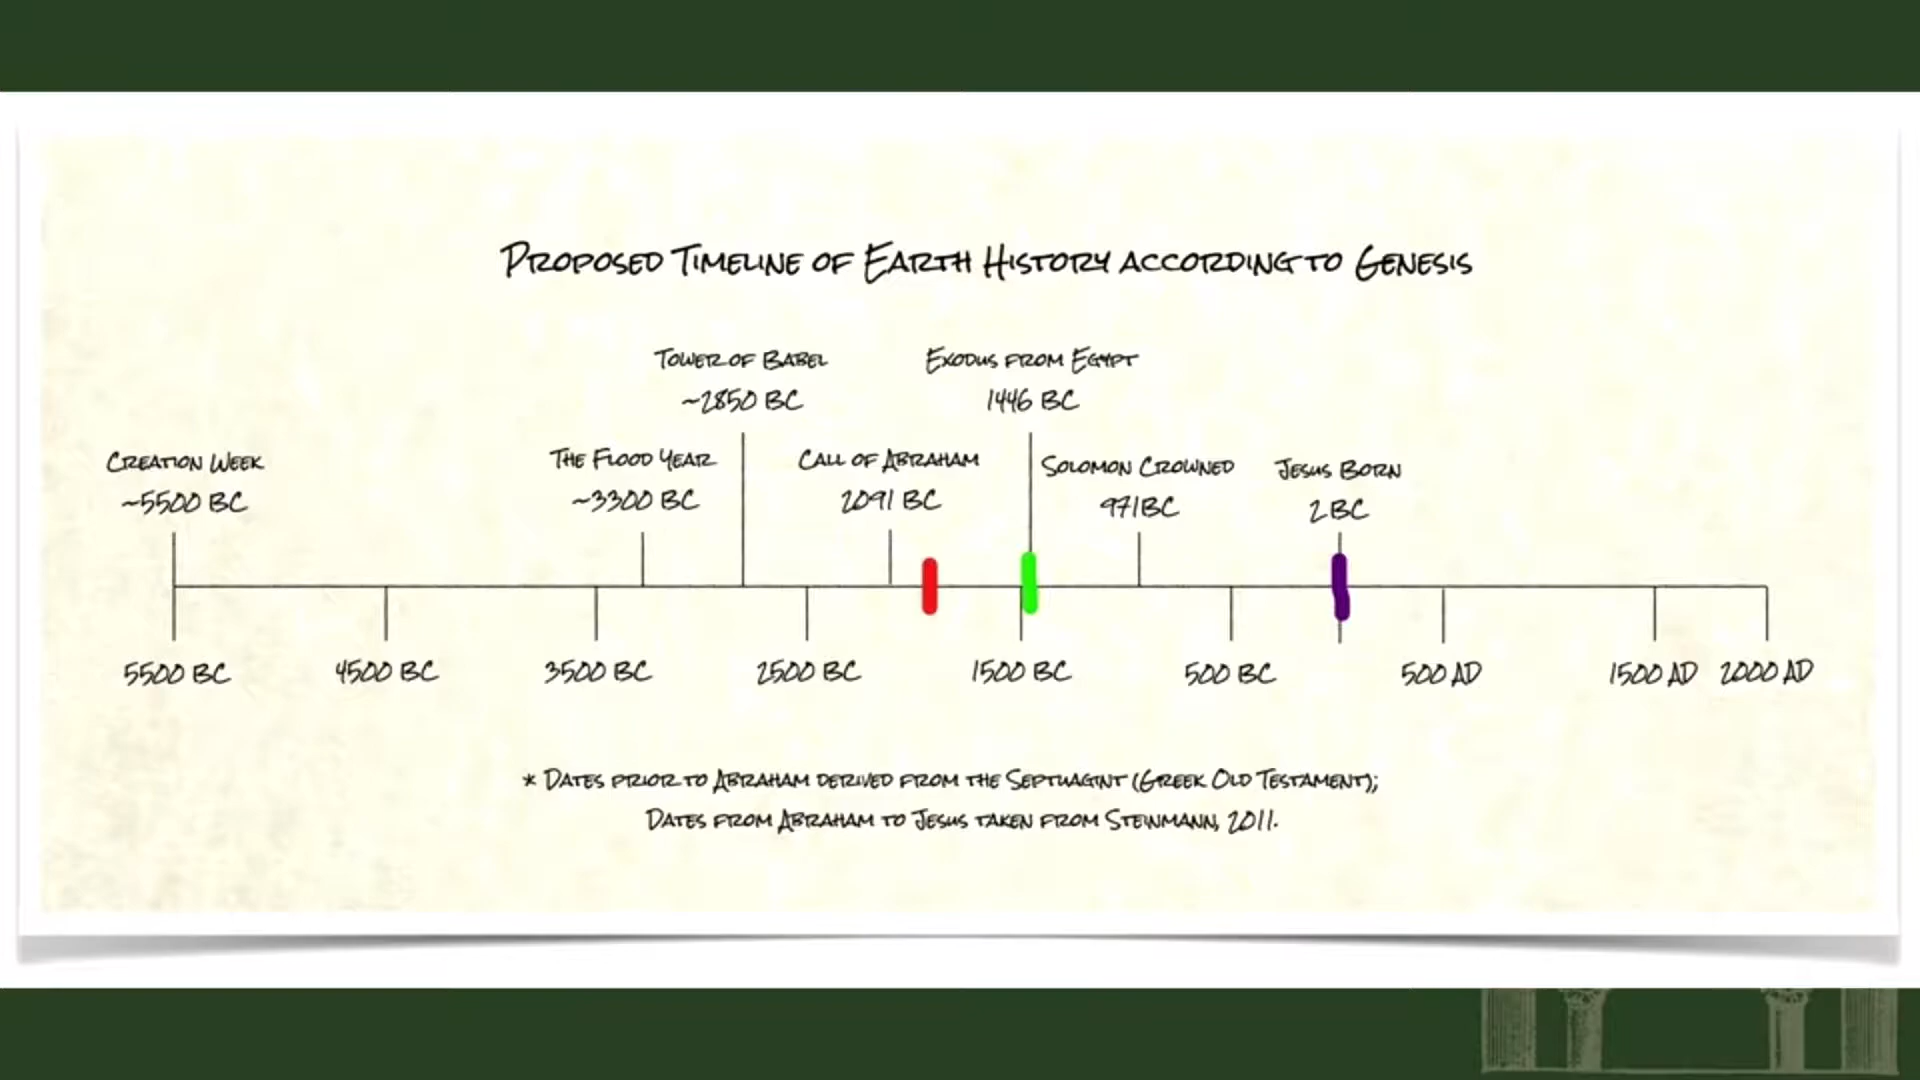 Proposed Timeline of Earth History according to Genesis
Tower of Babel
~2850 BC
Exodus from Egypt
1446 BC
Creation Week
~5500 BC
The Flood Year
~3300 BC
Call of Abraham
2091 BC
Solomon Crowned
971BC
Jesus Born
2 BC
5500 BC 4500 BC 3500 BC 2500 BC 1500 BC 500 BC 500 AD 1500 AD 2000 AD
* Dates prior to Abraham derived from the Septuagint (Greek Old Testament);
Dates from Abraham to Jesus taken from Steinmann, 2011.